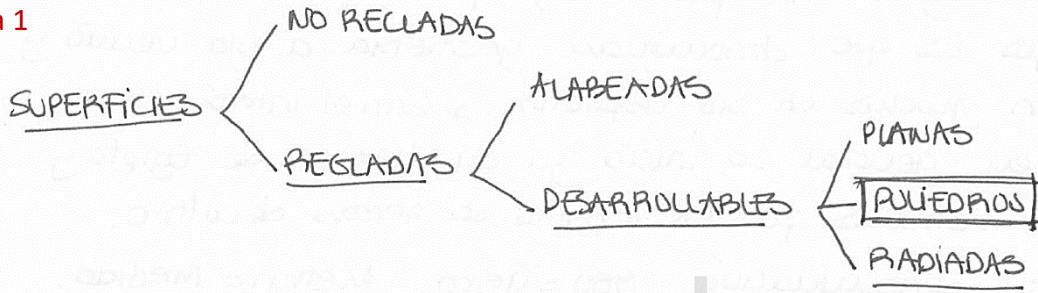 1
NO REGLADAS
SUPERFICIES
ALABEADAS
REGLADAS
PLANAS
DESARROLLABLES
POLIEDROS
RADIADAS